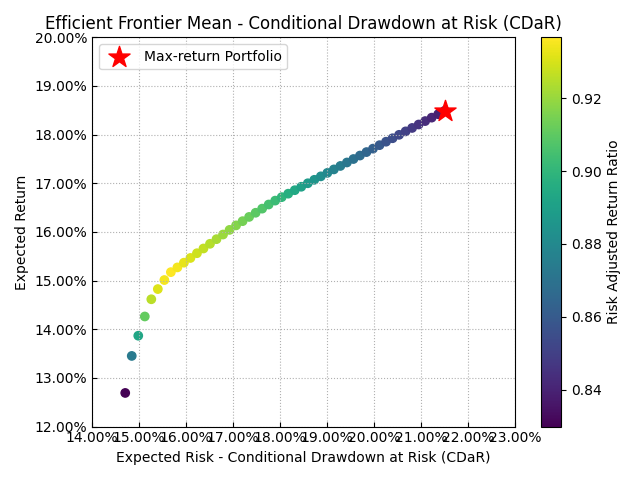 Efficient Frontier Mean - Conditional Drawdown at Risk (CDaR)
20.00%
19.00%
18.00%
17.00%
16.00%
15.00%
14.00%
13.00%
12.00%
Expected Return
Max-return Portfolio
14.00% 15.00% 16.00% 17.00% 18.00% 19.00% 20.00% 21.00% 22.00% 23.00%
Expected Risk - Conditional Drawdown at Risk (CDaR)
0.92
0.90
0.88
0.86
0.84
Risk Adjusted Return Ratio